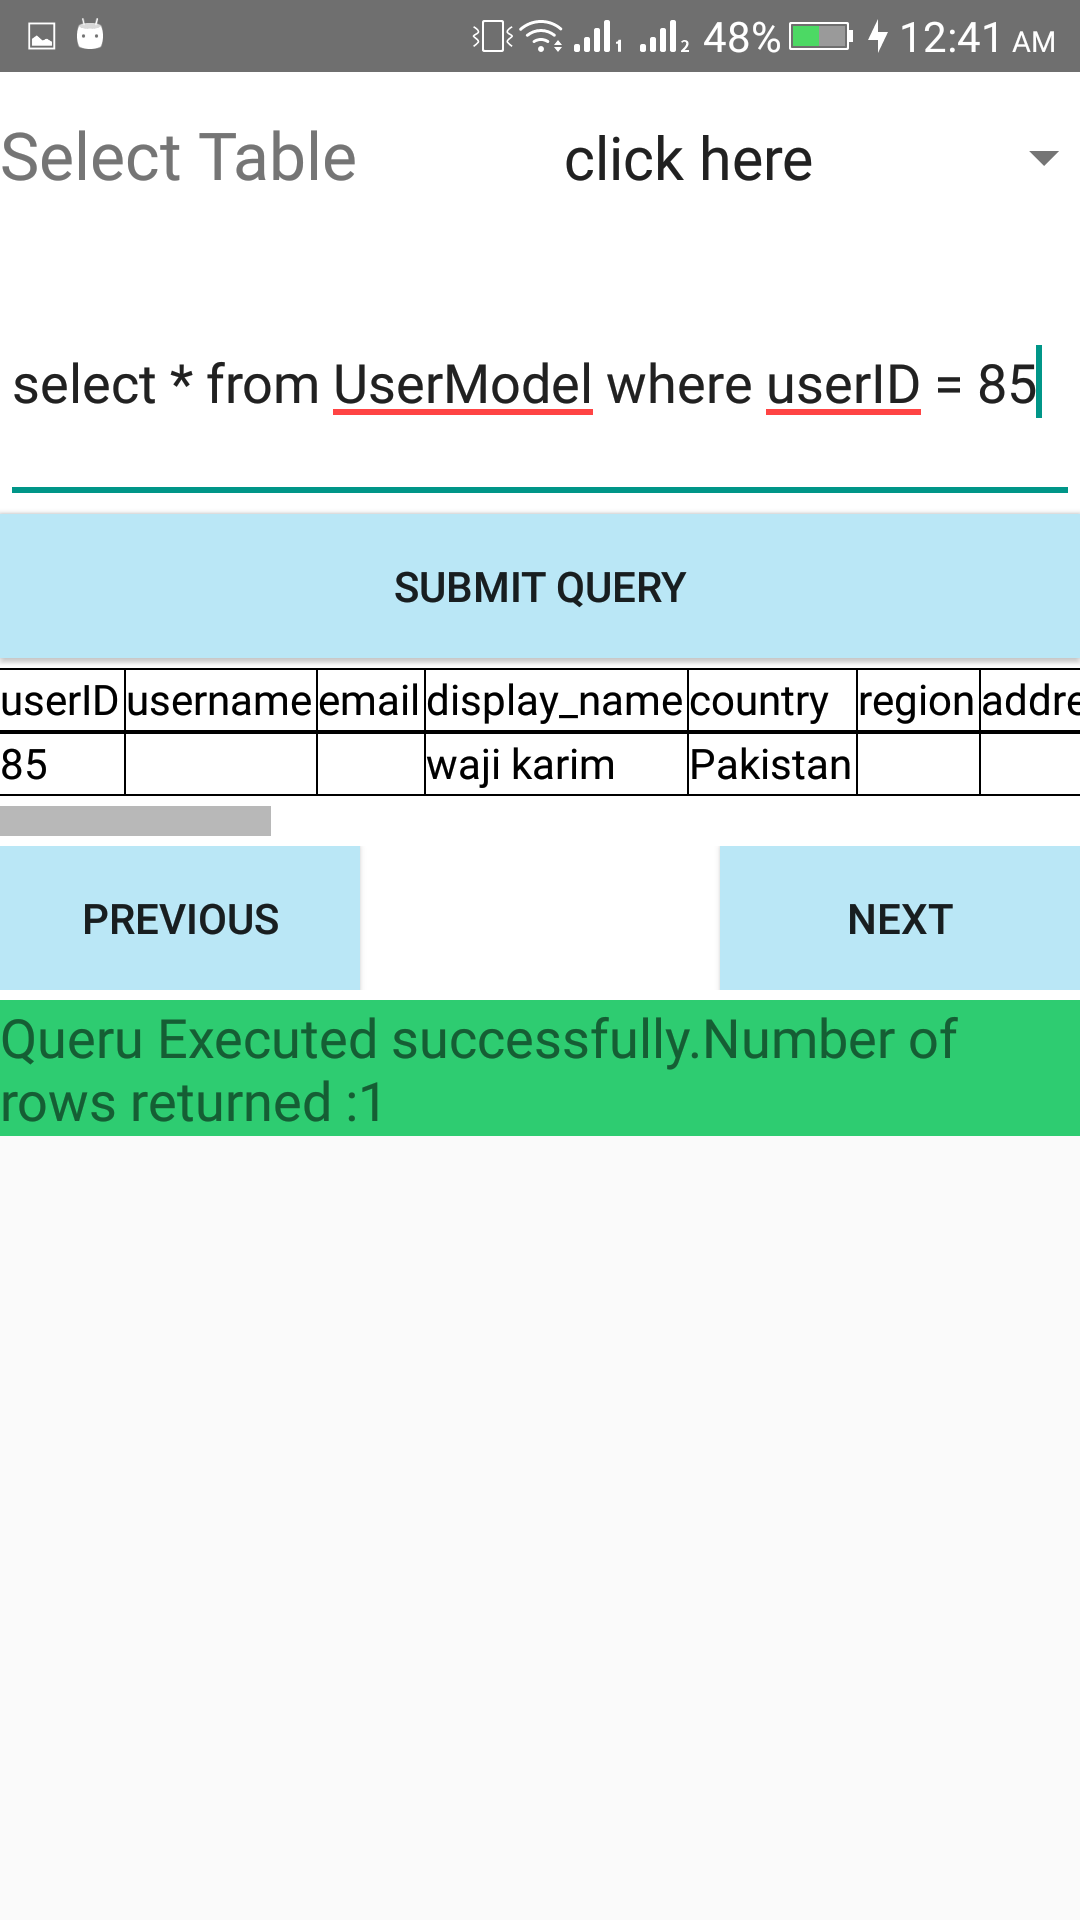 48% 12:41 AM
Select Table click here
select * from UserModel where userID = 85
SUBMIT QUERY
userID username email display_name country region addre
85 waji karim Pakistan
PREVIOUS NEXT
Queru Executed successfully.Number of
rows returned :1